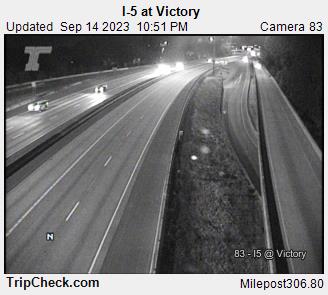 I-5 at Victory
Updated Sep 14 2023 10:51 PM Camera 83
T
N
83 - I5 @ Victory
TripCheck.com Milepost306.80